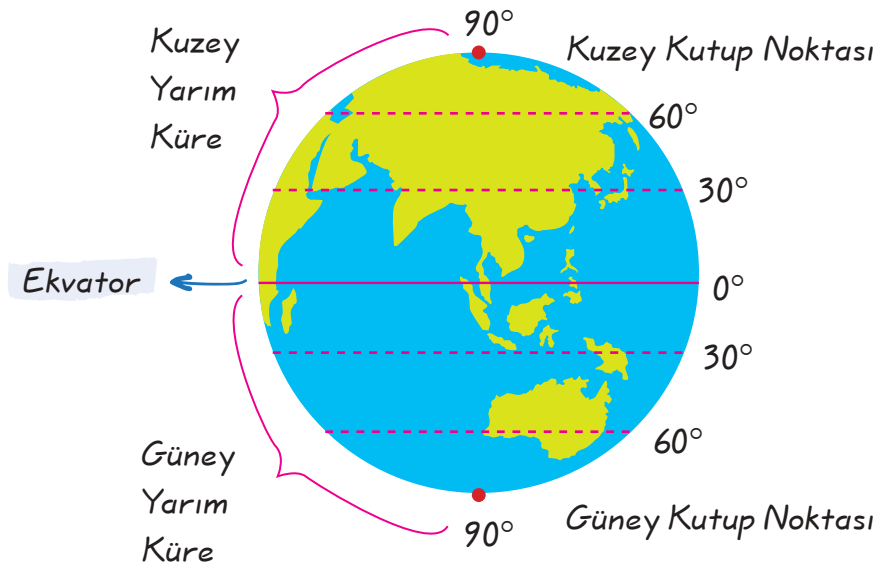 90°
Kuzey
Yarım
Küre
Kuzey Kutup Noktası
60°
30°
Ekvator
0°
30°
60°
Güney
Yarım
Küre
Güney Kutup Noktası
90°